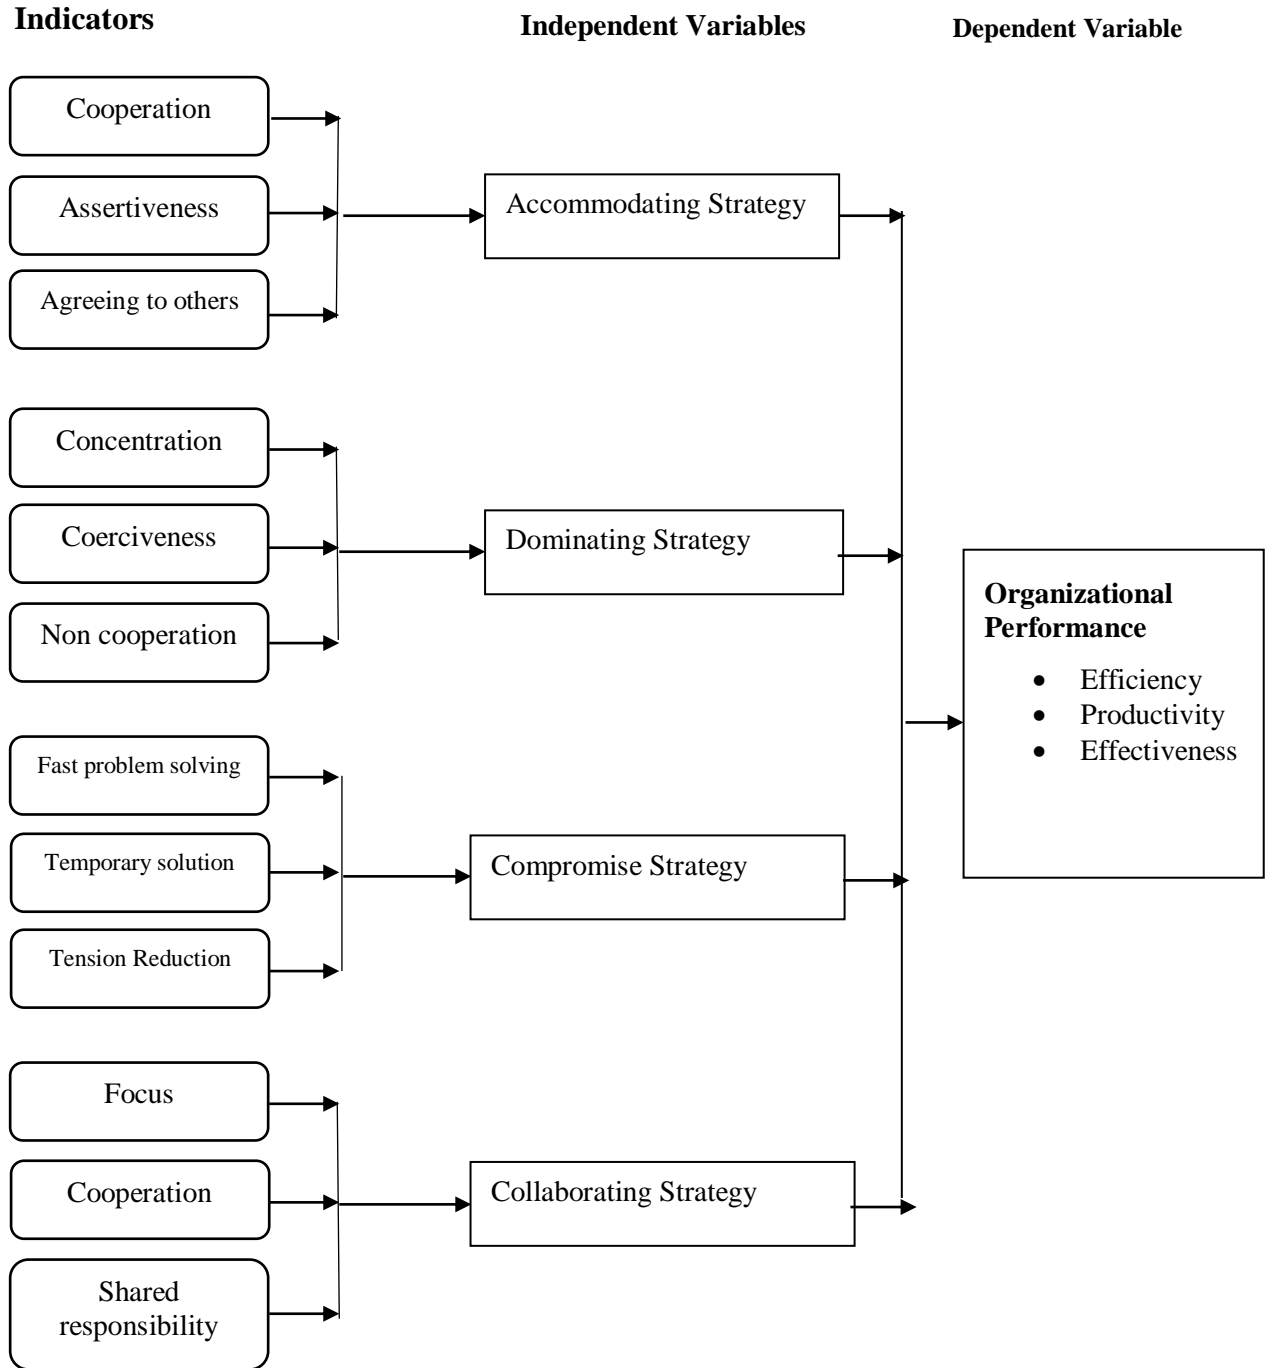 Indicators
Independent Variables
Dependent Variable
Cooperation
Assertiveness
Agreeing to others
Accommodating Strategy
Concentration
Coerciveness
Non cooperation
Dominating Strategy
Fast problem solving
Temporary solution
Tension Reduction
Compromise Strategy
Focus
Cooperation
Shared
responsibility
Collaborating Strategy
Organizational
Performance
• Efficiency
• Productivity
• Effectiveness